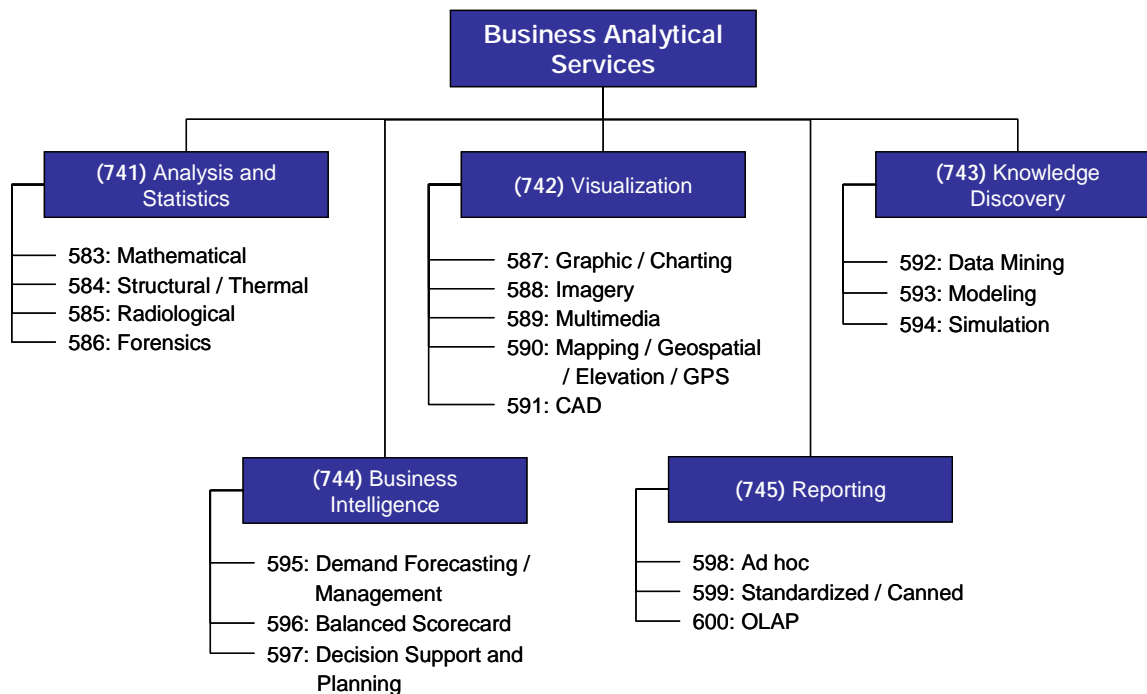 Business Analytical
Services
(741) Analysis and
Statistics
583: Mathematical
584: Structural / Thermal
585: Radiological
586: Forensics
(742) Visualization
587: Graphic / Charting
588: Imagery
589: Multimedia
590: Mapping / Geospatial
/ Elevation / GPS
591: CAD
(743) Knowledge
Discovery
592: Data Mining
593: Modeling
594: Simulation
(744) Business
Intelligence
595: Demand Forecasting /
Management
596: Balanced Scorecard
597: Decision Support and
Planning
(745) Reporting
598: Ad hoc
599: Standardized / Canned
600: OLAP